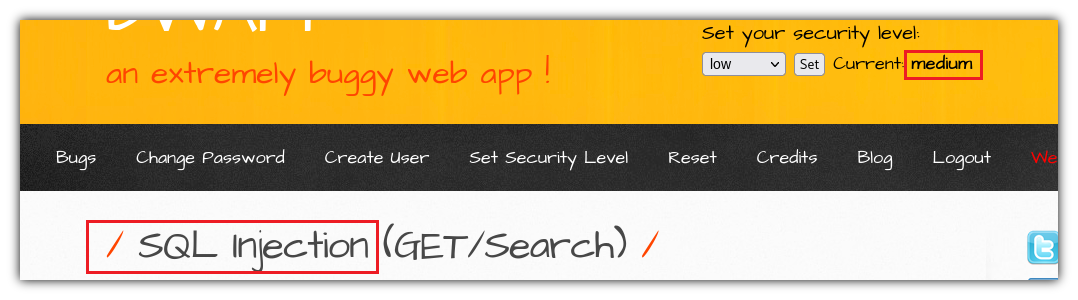 Set your security level:
an extremely buggy web app !
low Set Current: medium
Bugs Change Password Create User Set Security Level Reset Credits Blog Logout
/ SQL Injection (GET/Search) /